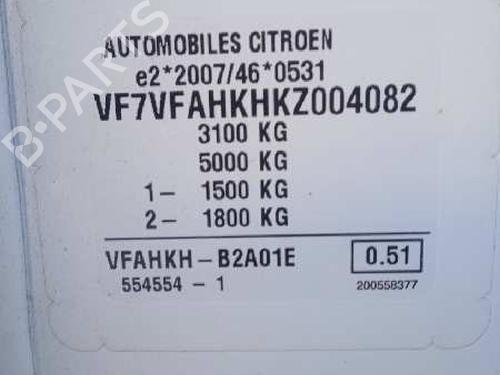 AUTOMOBILES CITROEN
e2*2007/46*0531
VF7VFAHKHKZ004082
3100 KG
5000 KG
1- 1500 KG
2- 1800 KG
VFAHKH-B2A01E 0.51
554554-1 200558377
B-PARTS